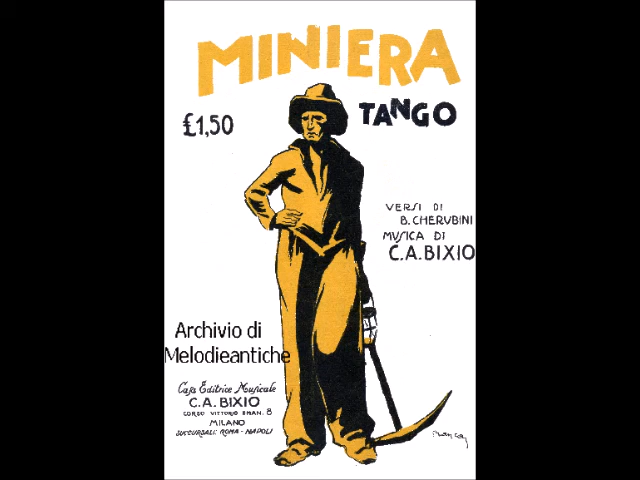 MINIERA
TANGO
£1,50
VERSI DI
B. CHERUBINI
MUSICA DI
C.A. BIXIO
Archivio di
Melodieantiche
Casa Editrice Musicale
C.A. BIXIO
CORSO VITTORIO EMAN. 8
MILANO
SUCCURSALI: ROMA - NAPOLI